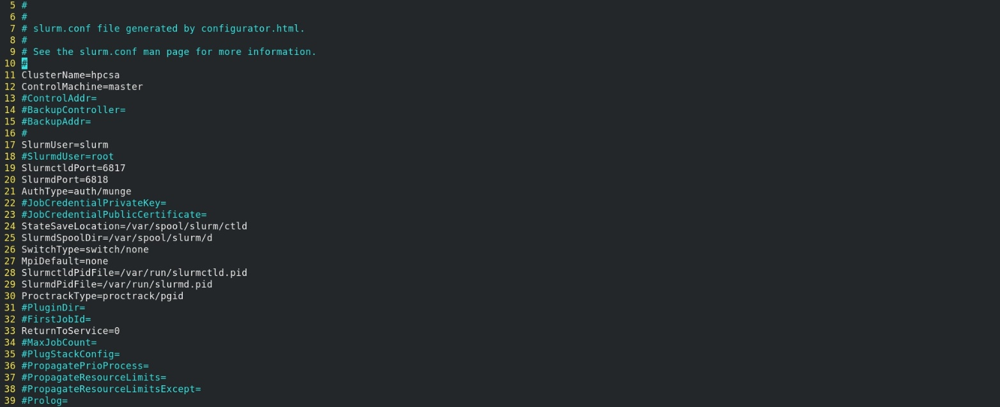 5 #
6 #
7 # slurm.conf file generated by configurator.html.
8 #
9 # See the slurm.conf man page for more information.
10 #
11 ClusterName=hpcsa
12 ControlMachine=master
13 #ControlAddr=
14 #BackupController=
15 #BackupAddr=
16 #
17 SlurmUser=slurm
18 #SlurmdUser=root
19 SlurmctldPort=6817
20 SlurmdPort=6818
21 AuthType=auth/munge
22 #JobCredentialPrivateKey=
23 #JobCredentialPublicCertificate=
24 StateSaveLocation=/var/spool/slurm/ctld
25 SlurmdSpoolDir=/var/spool/slurm/d
26 SwitchType=switch/none
27 MpiDefault=none
28 SlurmctldPidFile=/var/run/slurmctld.pid
29 SlurmdPidFile=/var/run/slurmd.pid
30 ProctrackType=proctrack/pgid
31 #PluginDir=
32 #FirstJobId=
33 ReturnToService=0
34 #MaxJobCount=
35 #PlugStackConfig=
36 #PropagatePrioProcess=
37 #PropagateResourceLimits=
38 #PropagateResourceLimitsExcept=
39 #Prolog=